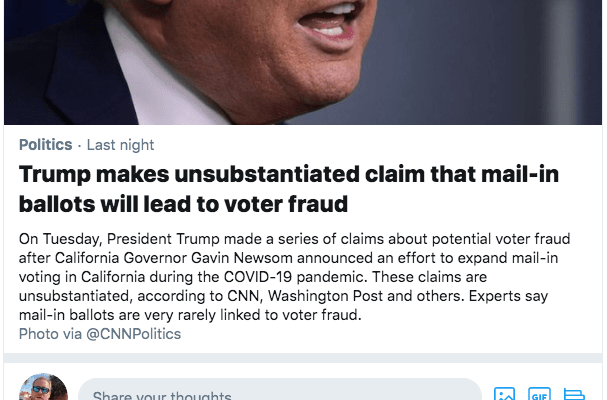 Politics · Last night
Trump makes unsubstantiated claim that mail-in
ballots will lead to voter fraud
On Tuesday, President Trump made a series of claims about potential voter fraud
after California Governor Gavin Newsom announced an effort to expand mail-in
voting in California during the COVID-19 pandemic. These claims are
unsubstantiated, according to CNN, Washington Post and others. Experts say
mail-in ballots are very rarely linked to voter fraud.
Photo via @CNNPolitics
Share your thoughts
GIF